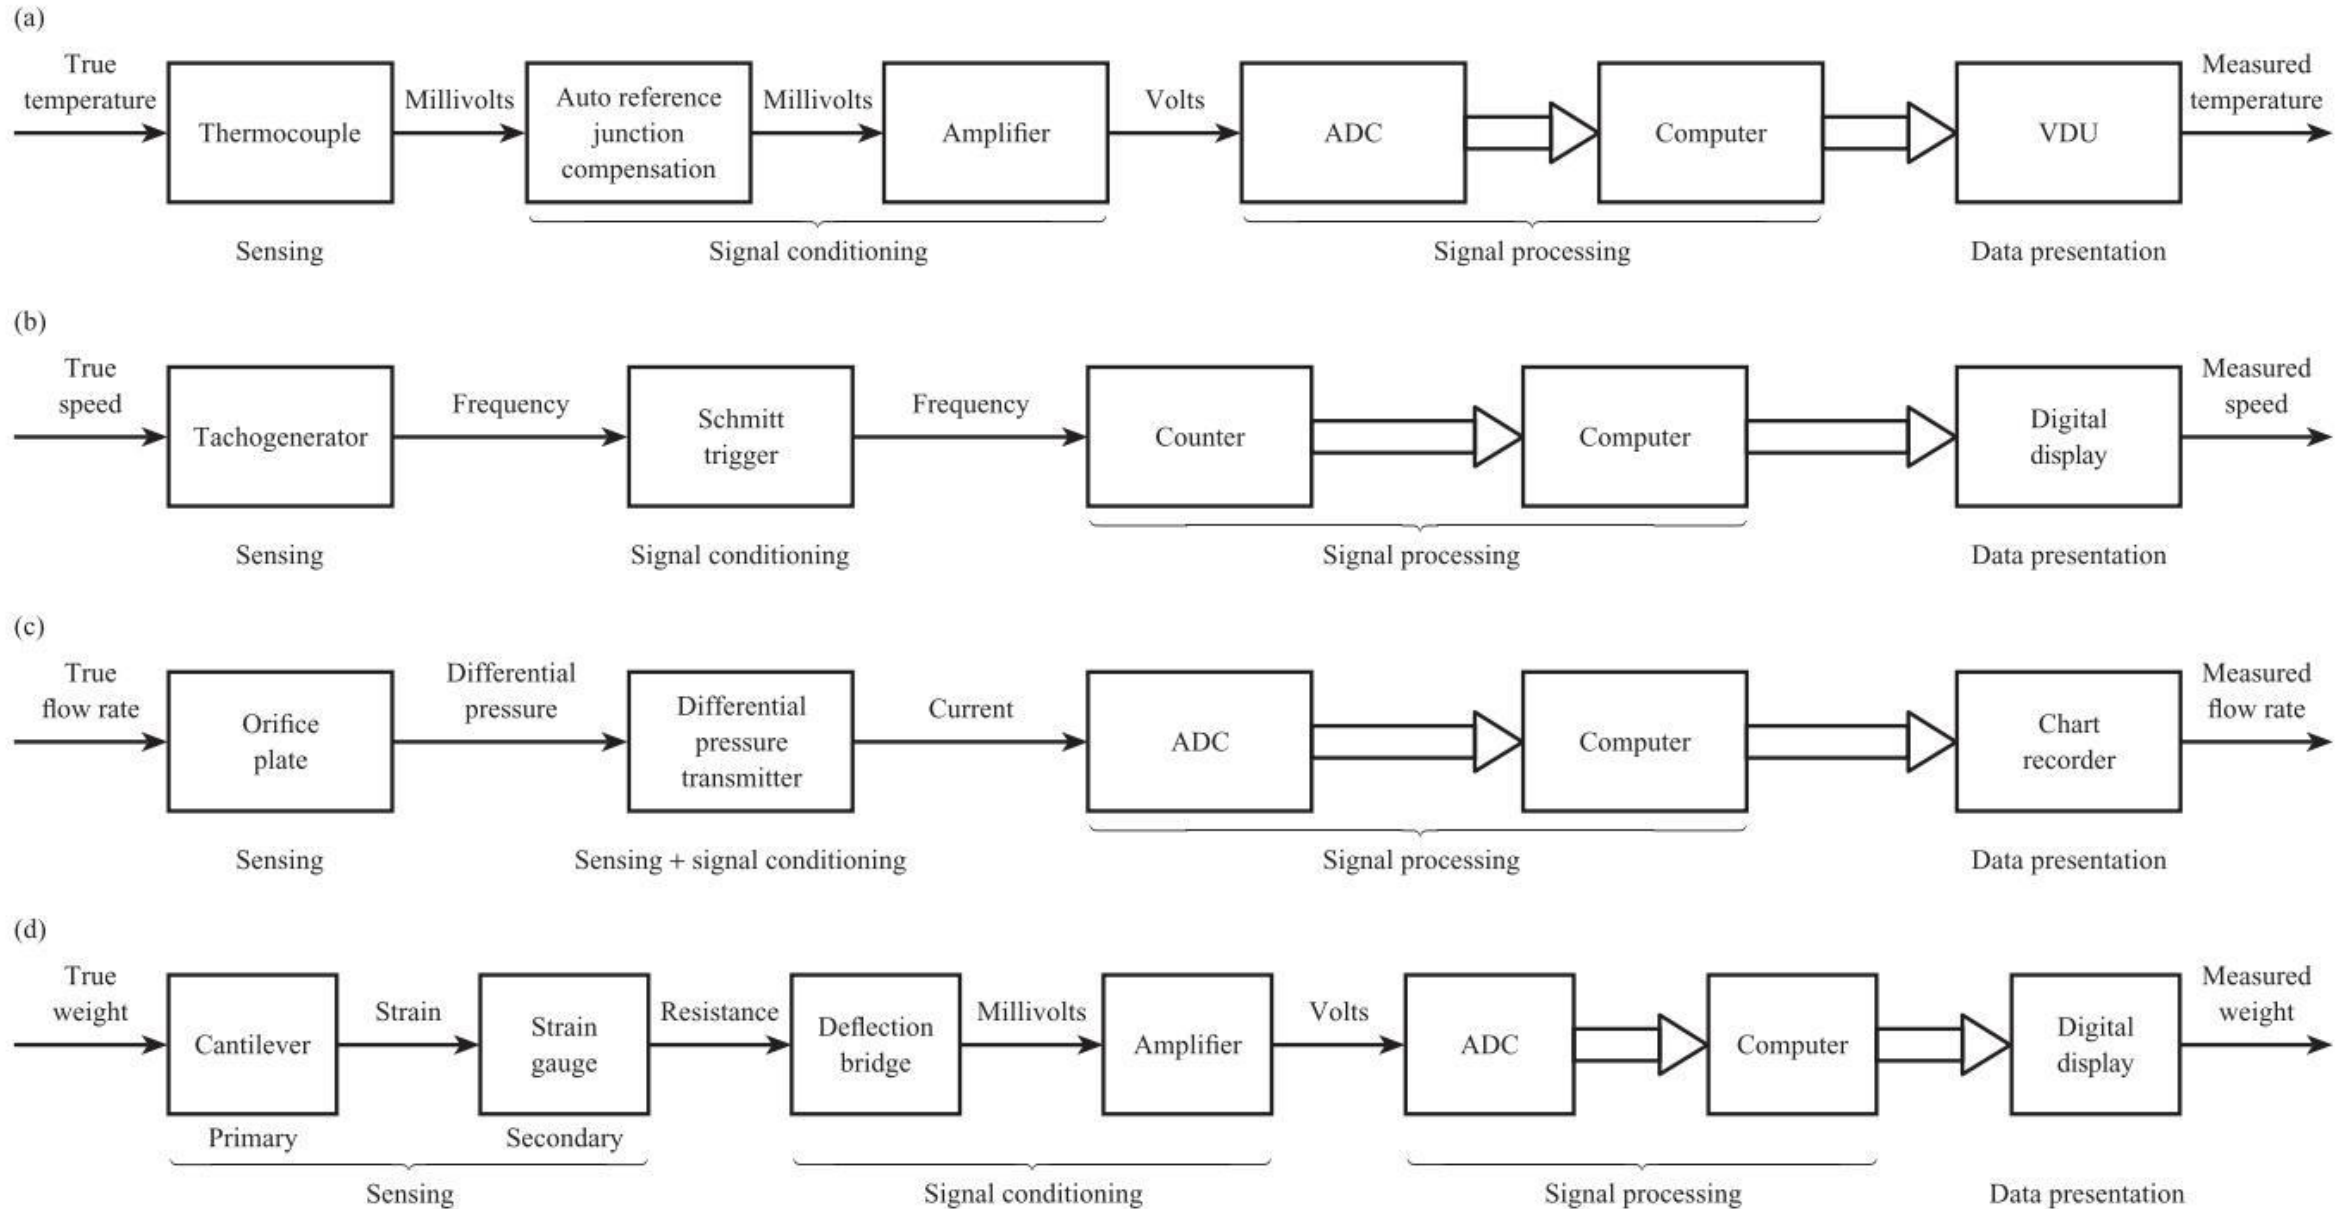 (a)
True
temperature
Thermocouple
Millivolts
Auto reference
junction
compensation
Millivolts
Amplifier
Volts
ADC
Computer
VDU
Measured
temperature
Sensing
Signal conditioning
Signal processing
Data presentation
(b)
True
speed
Tachogenerator
Frequency
Schmitt
trigger
Frequency
Counter
Computer
Digital
display
Measured
speed
Sensing
Signal conditioning
Signal processing
Data presentation
(c)
True
flow rate
Orifice
plate
Differential
pressure
Differential
pressure
transmitter
Current
ADC
Computer
Chart
recorder
Measured
flow rate
Sensing
Sensing + signal conditioning
Signal processing
Data presentation
(d)
True
weight
Cantilever
Strain
Strain
gauge
Resistance
Deflection
bridge
Millivolts
Amplifier
Volts
ADC
Computer
Digital
display
Measured
weight
Primary
Secondary
Sensing
Signal conditioning
Signal processing
Data presentation